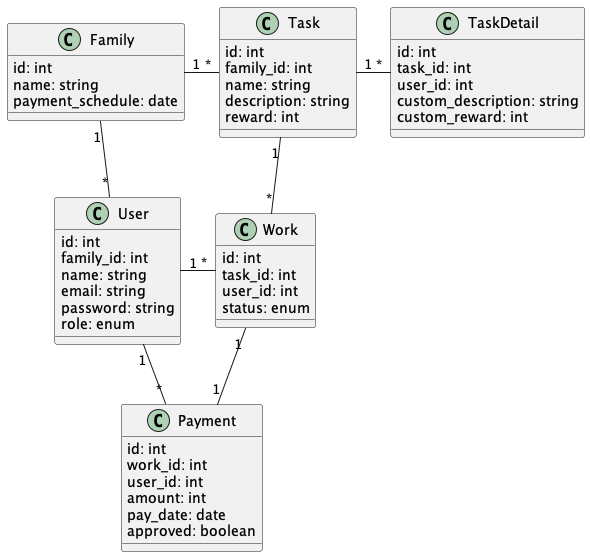 C Family
id: int
name: string
payment_schedule: date
C Task
id: int
family_id: int
name: string
description: string
reward: int
C TaskDetail
id: int
task_id: int
user_id: int
custom_description: string
custom_reward: int
1 *
1 *
1
*
1
*
C User
id: int
family_id: int
name: string
email: string
password: string
role: enum
1 *
C Work
id: int
task_id: int
user_id: int
status: enum
1
*
1
1
C Payment
id: int
work_id: int
user_id: int
amount: int
pay_date: date
approved: boolean